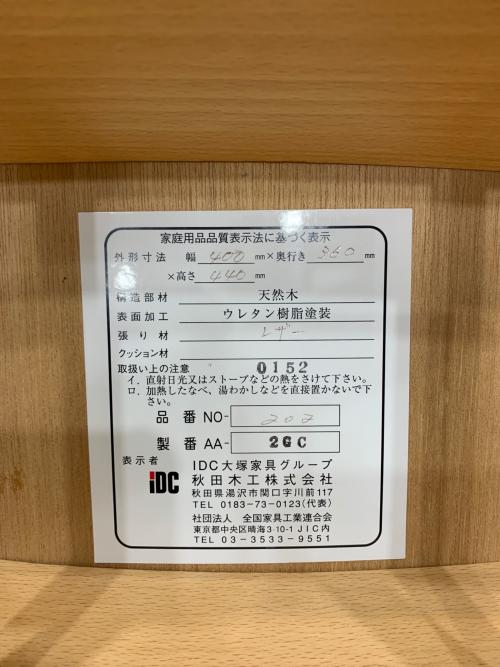 家庭用品品質表示法に基づく表示
外形寸法 幅 400 mm×奥行き 360 mm
×高さ 440 mm
構造部材 天然木
表面加工 ウレタン樹脂塗装
張り材 レザー
クッション材
取扱い上の注意 0152
イ．直射日光又はストーブなどの熱をさけて下さい。
ロ．加熱したなべ、湯わかしなどを直接置かないで下
さい。
品番 NO- 202
製番 AA- 2GC
表示者 IDC大塚家具グループ
iDC 秋田木工株式会社
秋田県湯沢市関口字川前117
TEL 0183-73-0123(代表)
社団法人 全国家具工業連合会
東京都中央区晴海3-10-1 JIC内
TEL 03-3533-9551